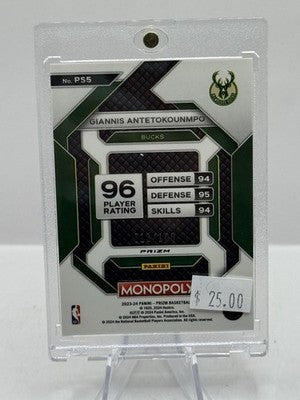 No. PS5
GIANNIS ANTETOKOUNMPO
BUCKS
96
PLAYER
RATING
OFFENSE 94
DEFENSE 95
SKILLS 94
PRIZM
PANINI
MONOPOLY
2023-24 PANINI - PRIZM BASKETBALL
$ 25.00